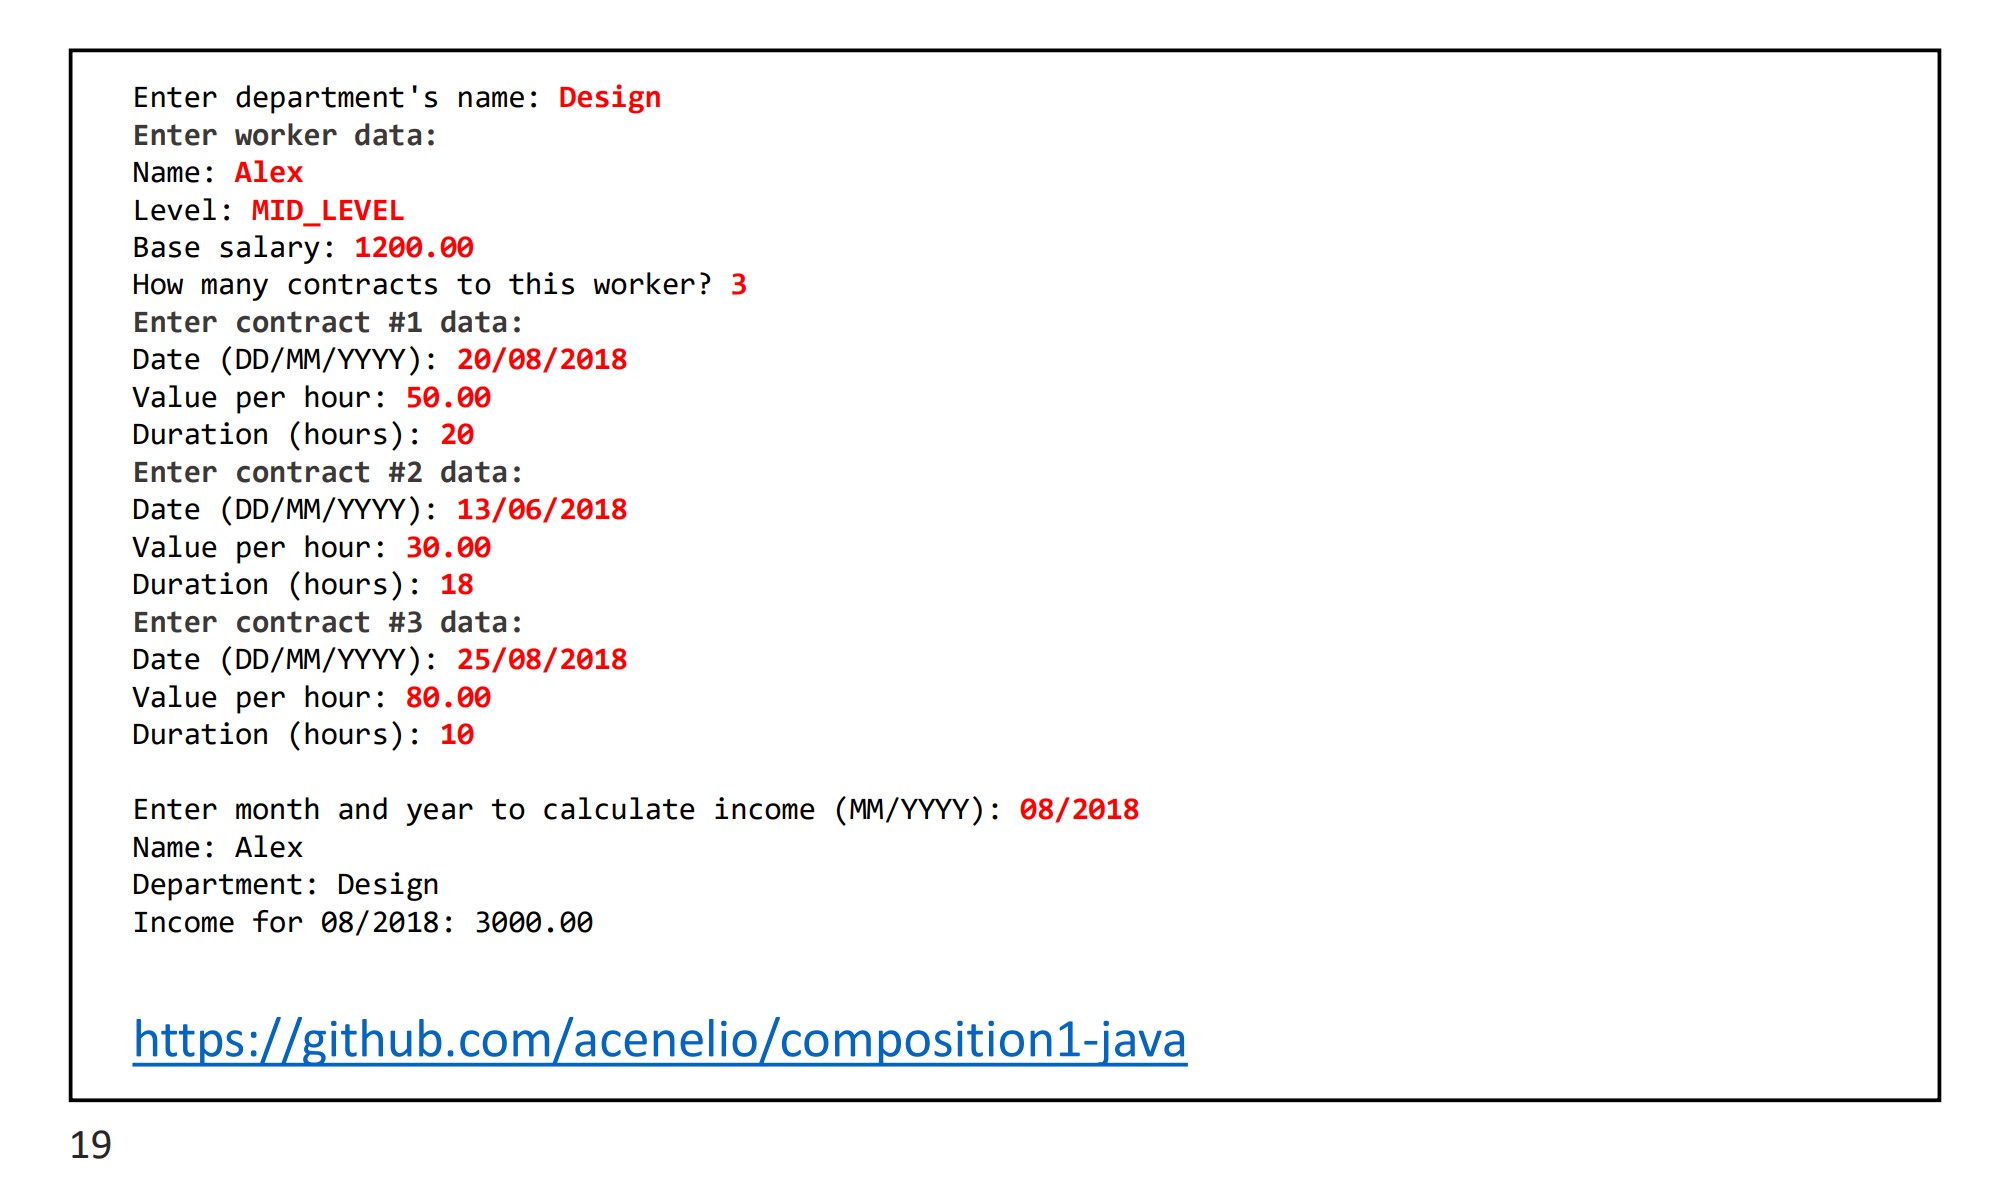 Enter department's name: Design
Enter worker data:
Name: Alex
Level: MID_LEVEL
Base salary: 1200.00
How many contracts to this worker? 3
Enter contract #1 data:
Date (DD/MM/YYYY): 20/08/2018
Value per hour: 50.00
Duration (hours): 20
Enter contract #2 data:
Date (DD/MM/YYYY): 13/06/2018
Value per hour: 30.00
Duration (hours): 18
Enter contract #3 data:
Date (DD/MM/YYYY): 25/08/2018
Value per hour: 80.00
Duration (hours): 10
Enter month and year to calculate income (MM/YYYY): 08/2018
Name: Alex
Department: Design
Income for 08/2018: 3000.00
https://github.com/acenelio/composition1-java
19